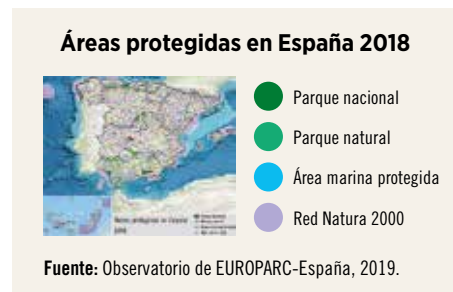 Áreas protegidas en España 2018
Parque nacional
Parque natural
Área marina protegida
Red Natura 2000
Fuente: Observatorio de EUROPARC-España, 2019.